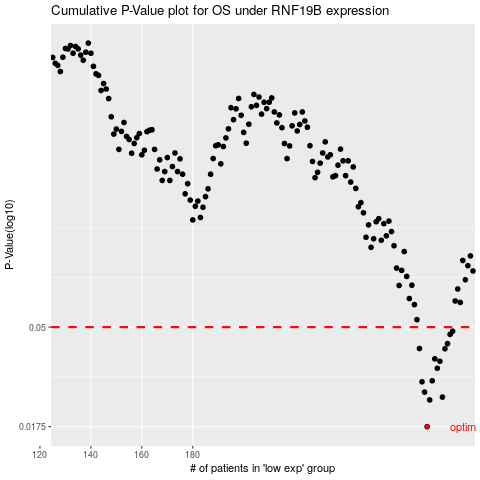 Cumulative P-Value plot for OS under RNF19B expression
P-Value(log10)
0.05
0.0175
optim
120 140 160 180
# of patients in 'low exp' group